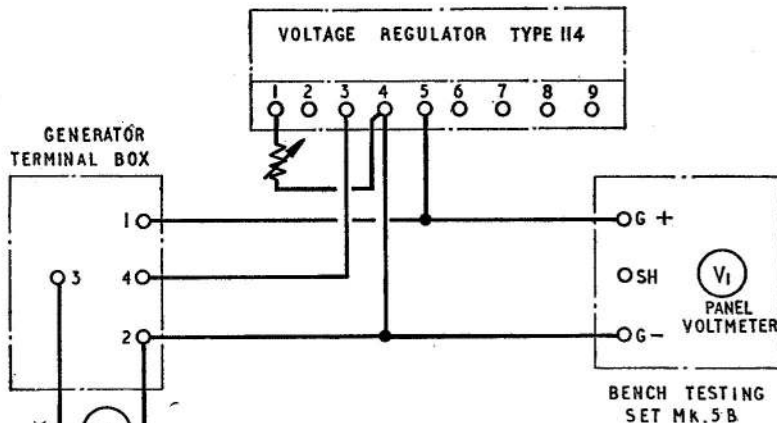 VOLTAGE REGULATOR TYPE 114
1 2 3 4 5 6 7 8 9
GENERATOR
TERMINAL BOX
1
3
4
2
G +
SH
G -
V1
PANEL
VOLTMETER
BENCH TESTING
SET Mk.5B